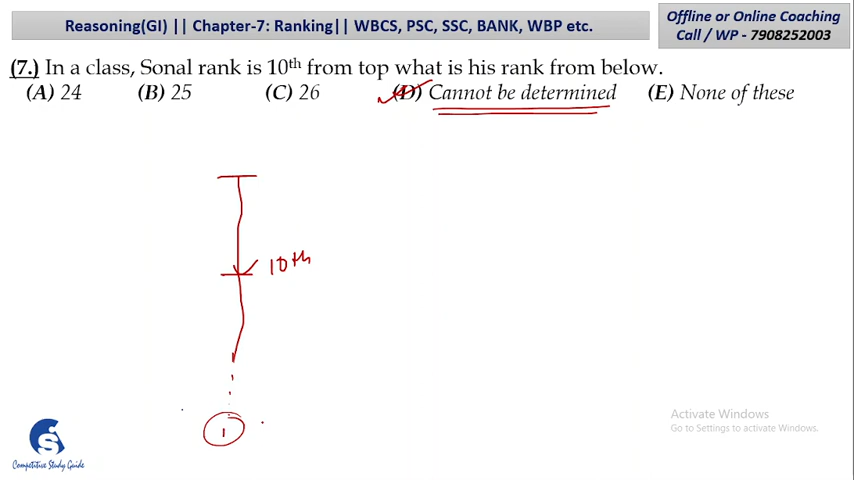 Reasoning(GI) || Chapter-7: Ranking|| WBCS, PSC, SSC, BANK, WBP etc.
Offline or Online Coaching
Call / WP - 7908252003
(7.) In a class, Sonal rank is 10th from top what is his rank from below.
(A) 24 (B) 25 (C) 26 (D) Cannot be determined (E) None of these
10th
1
Activate Windows
Go to Settings to activate Windows.
CS
Competitive Study Guide